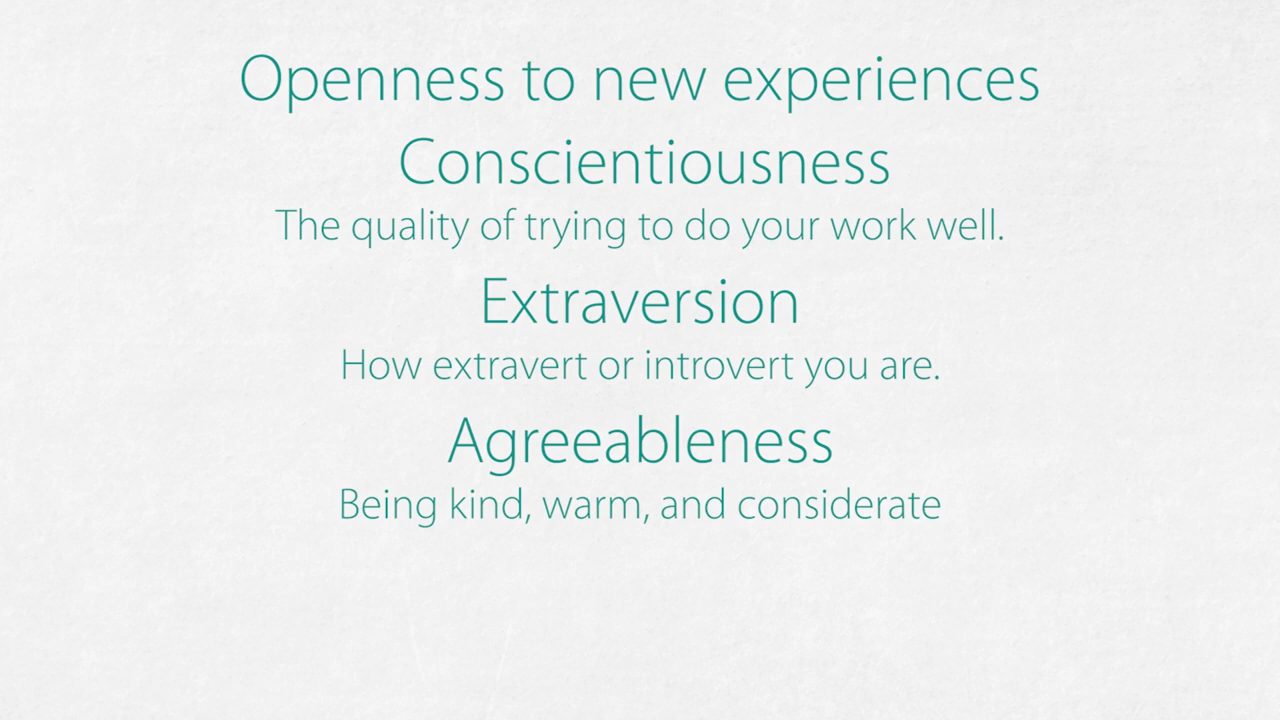 Openness to new experiences
Conscientiousness
The quality of trying to do your work well.
Extraversion
How extravert or introvert you are.
Agreeableness
Being kind, warm, and considerate